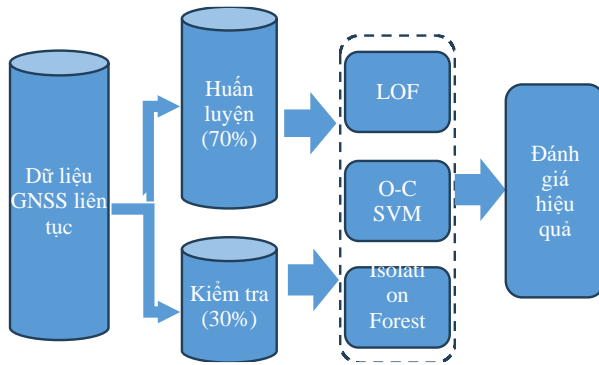 Dữ liệu
GNSS liên
tục
Huấn
luyện
(70%)
Kiểm tra
(30%)
LOF
O-C
SVM
Isolati
on
Forest
Đánh
giá
hiệu
quả